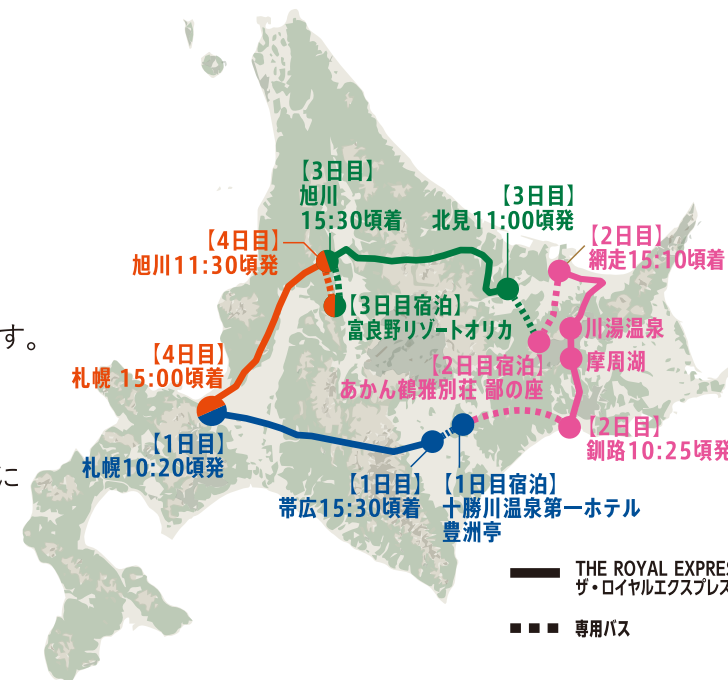 【3日目】
旭川
15:30頃着
【3日目】
北見11:00頃発
【2日目】
網走15:10頃着
【4日目】
旭川11:30頃発
【3日目宿泊】
富良野リゾートオリカ
川湯温泉
摩周湖
す。
【4日目】
札幌 15:00頃着
【2日目宿泊】
あかん鶴雅別荘 鄙の座
【2日目】
釧路10:25頃発
【1日目】
札幌10:20頃発
に
【1日目】
帯広15:30頃着
【1日目宿泊】
十勝川温泉第一ホテル
豊洲亭
THE ROYAL EXPRES
ザ・ロイヤルエクスプレス
専用バス